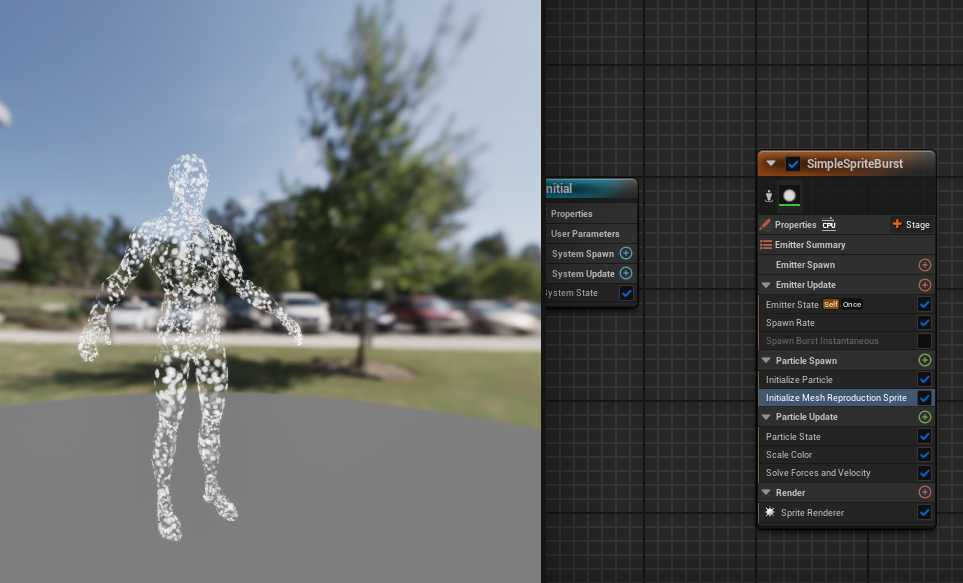 nitial
Properties
User Parameters
System Spawn
System Update
System State
SimpleSpriteBurst
Properties CPU Stage
Emitter Summary
Emitter Spawn
Emitter Update
Emitter State Self Once
Spawn Rate
Spawn Burst Instantaneous
Particle Spawn
Initialize Particle
Initialize Mesh Reproduction Sprite
Particle Update
Particle State
Scale Color
Solve Forces and Velocity
Render
Sprite Renderer